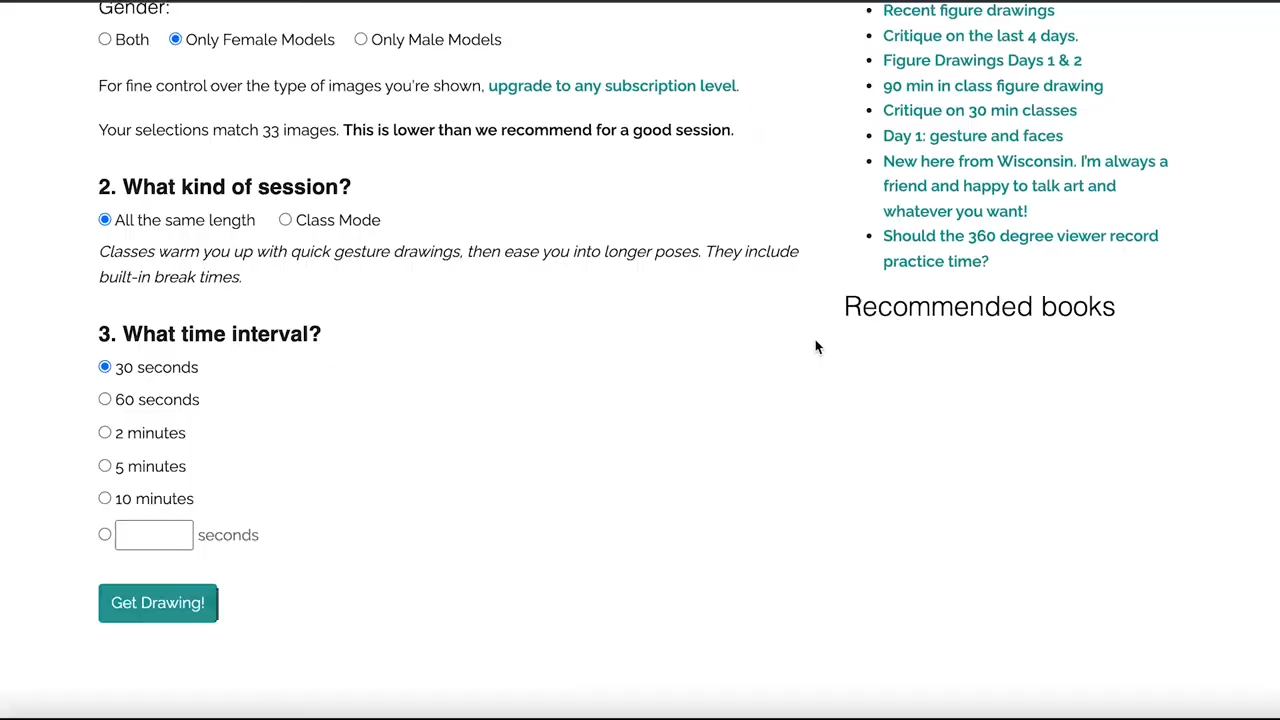 Gender:
Both Only Female Models Only Male Models
For fine control over the type of images you're shown, upgrade to any subscription level.
Your selections match 33 images. This is lower than we recommend for a good session.
2. What kind of session?
All the same length Class Mode
Classes warm you up with quick gesture drawings, then ease you into longer poses. They include
built-in break times.
3. What time interval?
30 seconds
60 seconds
2 minutes
5 minutes
10 minutes
seconds
Get Drawing!
Recent figure drawings
Critique on the last 4 days.
Figure Drawings Days 1 & 2
90 min in class figure drawing
Critique on 30 min classes
Day 1: gesture and faces
New here from Wisconsin. I'm always a
friend and happy to talk art and
whatever you want!
Should the 360 degree viewer record
practice time?
Recommended books